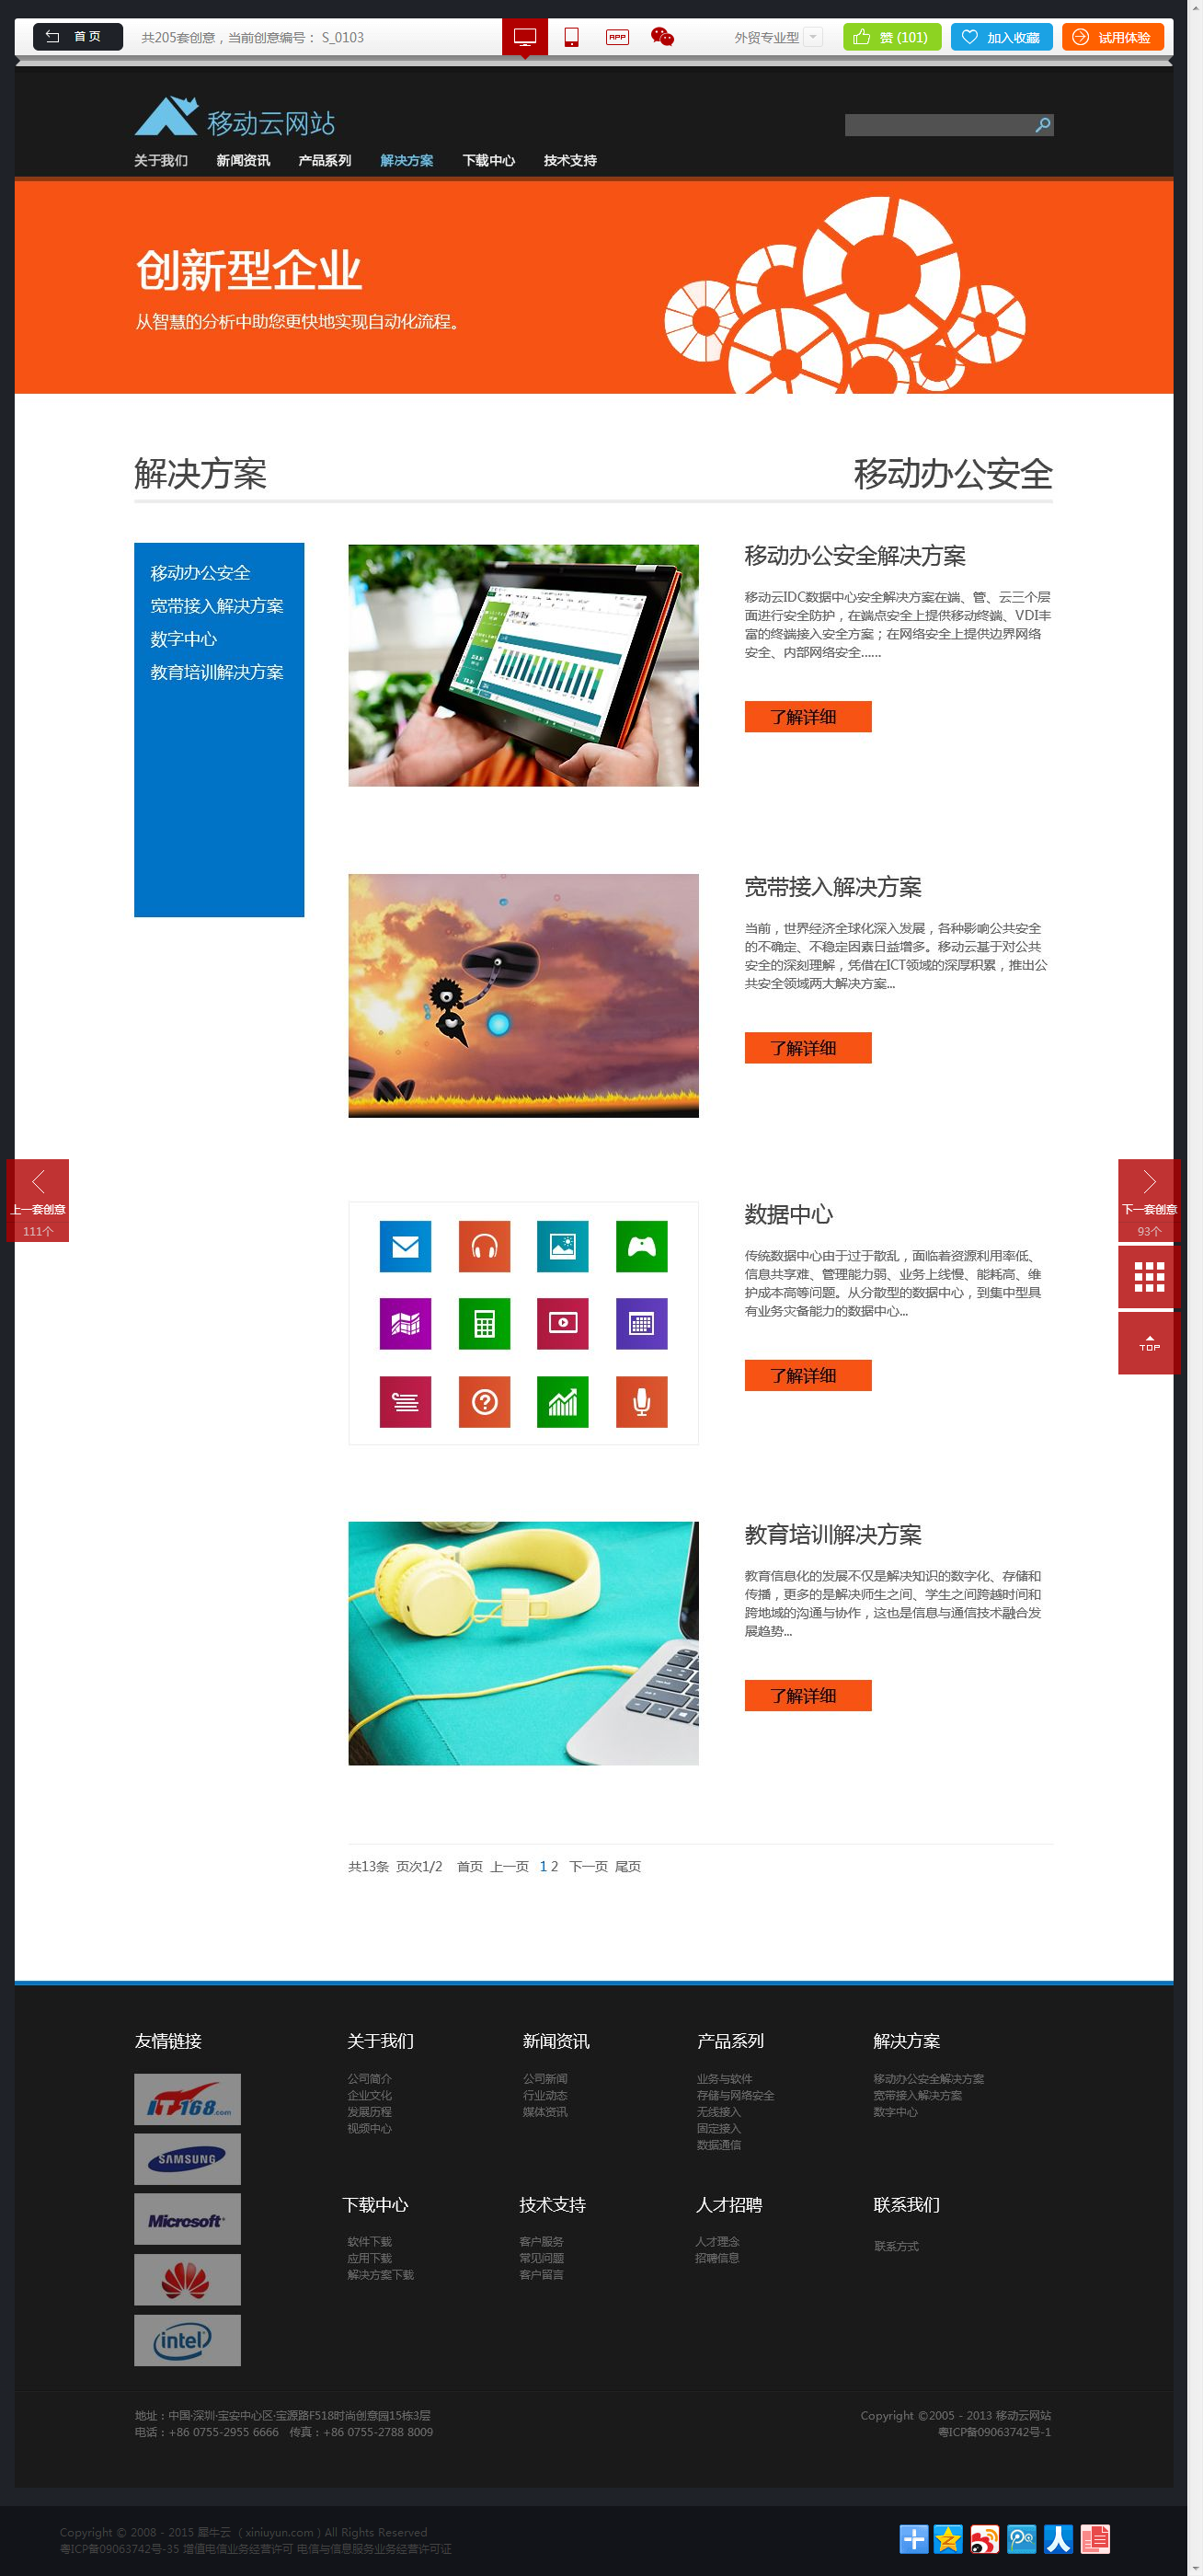 首 页
共205套创意，当前创意编号： S_0103
APP
外贸专业型
赞 (101)
加入收藏
试用体验
移动云网站
关于我们 新闻资讯 产品系列 解决方案 下载中心 技术支持
创新型企业
从智慧的分析中助您更快地实现自动化流程。
解决方案
移动办公安全
移动办公安全
宽带接入解决方案
数字中心
教育培训解决方案
移动办公安全解决方案
移动云IDC数据中心安全解决方案在端、管、云三个层
面进行安全防护，在端点安全上提供移动终端、VDI丰
富的终端接入安全方案；在网络安全上提供边界网络
安全、内部网络安全……
了解详细
宽带接入解决方案
当前，世界经济全球化深入发展，各种影响公共安全
的不确定、不稳定因素日益增多。移动云基于对公共
安全的深刻理解，凭借在ICT领域的深厚积累，推出公
共安全领域两大解决方案...
了解详细
上一套创意
111个
下一套创意
93个
TOP
数据中心
传统数据中心由于过于散乱，面临着资源利用率低、
信息共享难、管理能力弱、业务上线慢、能耗高、维
护成本高等问题。从分散型的数据中心，到集中型具
有业务灾备能力的数据中心...
了解详细
教育培训解决方案
教育信息化的发展不仅是解决知识的数字化、存储和
传播，更多的是解决师生之间、学生之间跨越时间和
跨地域的沟通与协作，这也是信息与通信技术融合发
展趋势...
了解详细
共13条 页次1/2 首页 上一页 1 2 下一页 尾页
友情链接
IT168.com
SAMSUNG
Microsoft
intel
关于我们
公司简介
企业文化
发展历程
视频中心
新闻资讯
公司新闻
行业动态
媒体资讯
产品系列
业务与软件
存储与网络安全
无线接入
固定接入
数据通信
解决方案
移动办公安全解决方案
宽带接入解决方案
数字中心
下载中心
软件下载
应用下载
解决方案下载
技术支持
客户服务
常见问题
客户留言
人才招聘
人才理念
招聘信息
联系我们
联系方式
地址：中国·深圳·宝安中心区·宝源路F518时尚创意园15栋3层
电话：+86 0755-2955 6666 传真：+86 0755-2788 8009
Copyright ©2005 - 2013 移动云网站
粤ICP备09063742号-1
Copyright © 2008 - 2015 犀牛云 （xiniuyun.com）All Rights Reserved
粤ICP备09063742号-35 增值电信业务经营许可 电信与信息服务业务经营许可证